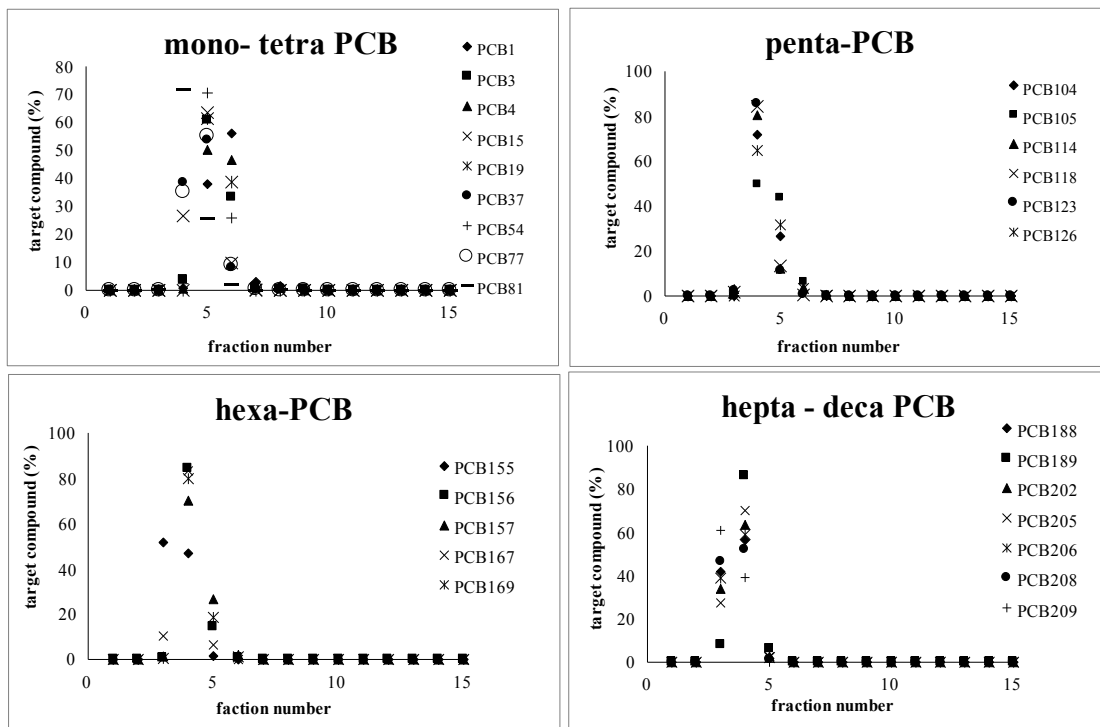 mono- tetra PCB
target compound (%)
80
70
60
50
40
30
20
10
0
0
5
10
15
fraction number
PCB1
PCB3
PCB4
PCB15
PCB19
PCB37
PCB54
PCB77
PCB81
penta-PCB
target compound (%)
100
80
60
40
20
0
0
5
10
15
fraction number
PCB104
PCB105
PCB114
PCB118
PCB123
PCB126
hexa-PCB
target compound (%)
100
80
60
40
20
0
0
5
10
15
faction number
PCB155
PCB156
PCB157
PCB167
PCB169
hepta - deca PCB
target compound (%)
100
80
60
40
20
0
0
5
10
15
fraction number
PCB188
PCB189
PCB202
PCB205
PCB206
PCB208
PCB209